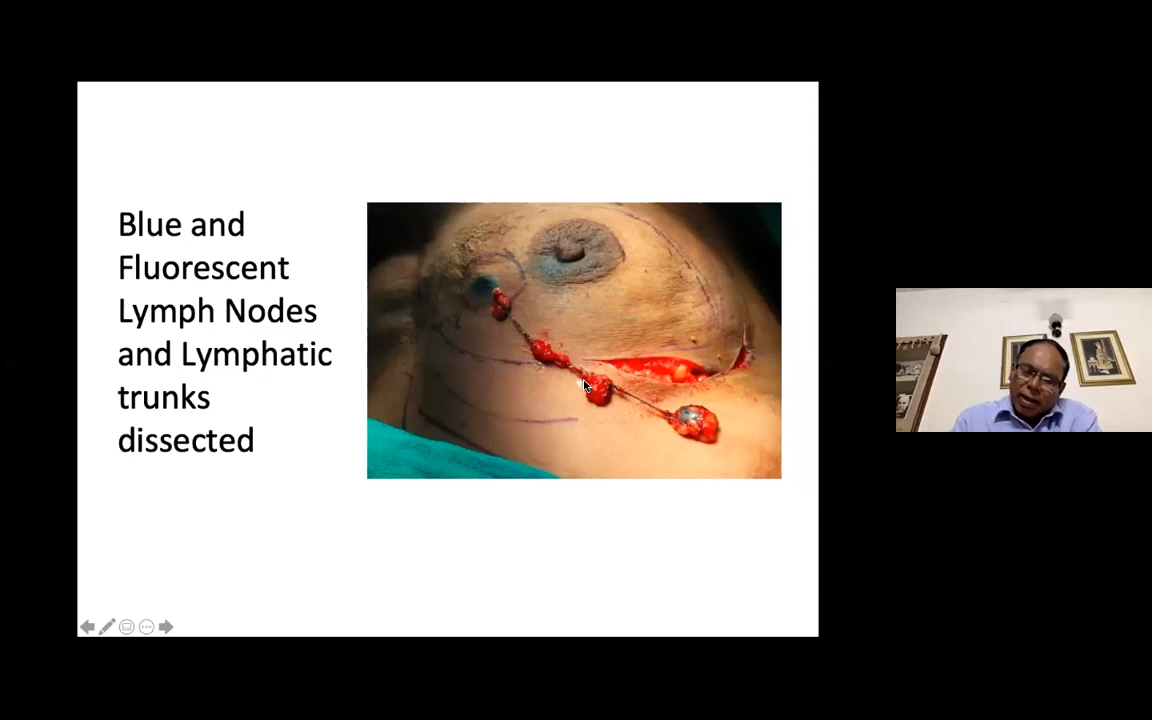 Blue and
Fluorescent
Lymph Nodes
and Lymphatic
trunks
dissected